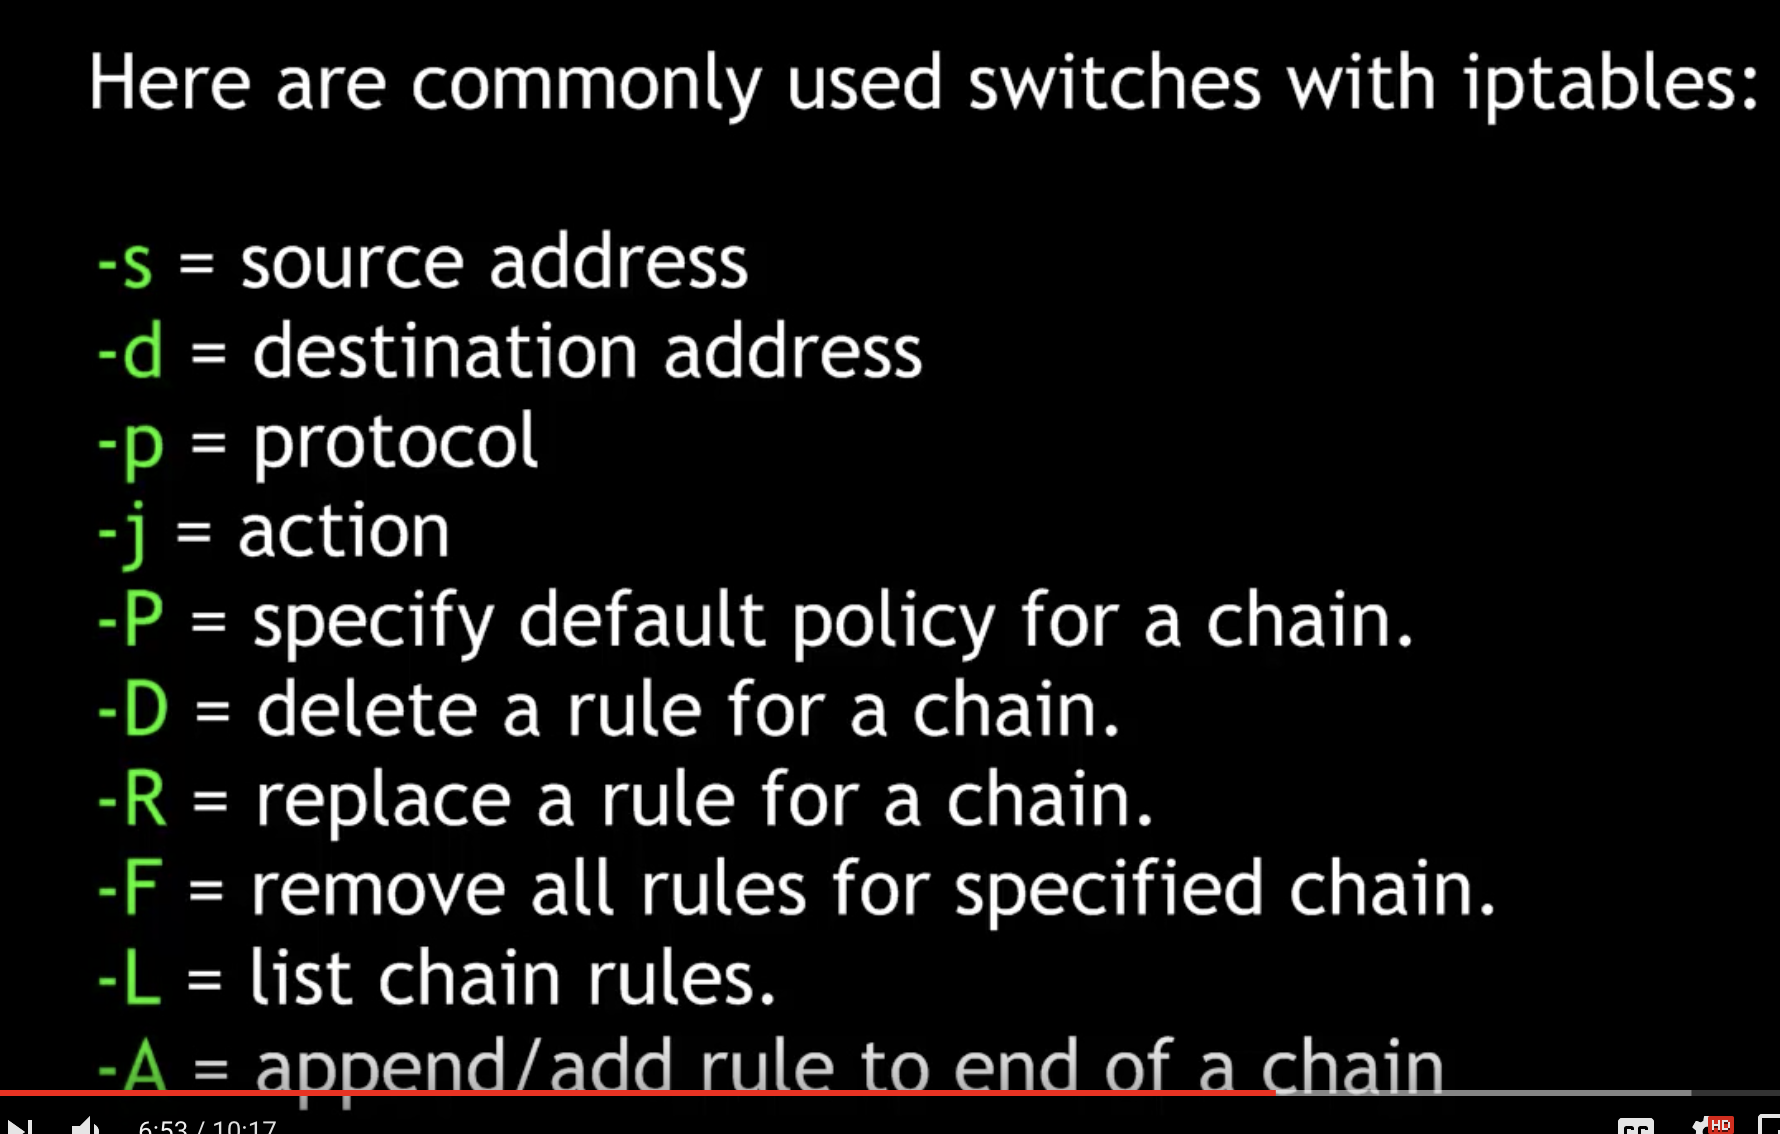 Here are commonly used switches with iptables:
-s = source address
-d = destination address
-p = protocol
-j = action
-P = specify default policy for a chain.
-D = delete a rule for a chain.
-R = replace a rule for a chain.
-F = remove all rules for specified chain.
-L = list chain rules.
-A = append/add rule to end of a chain
6:53 / 10:17
CC
HD